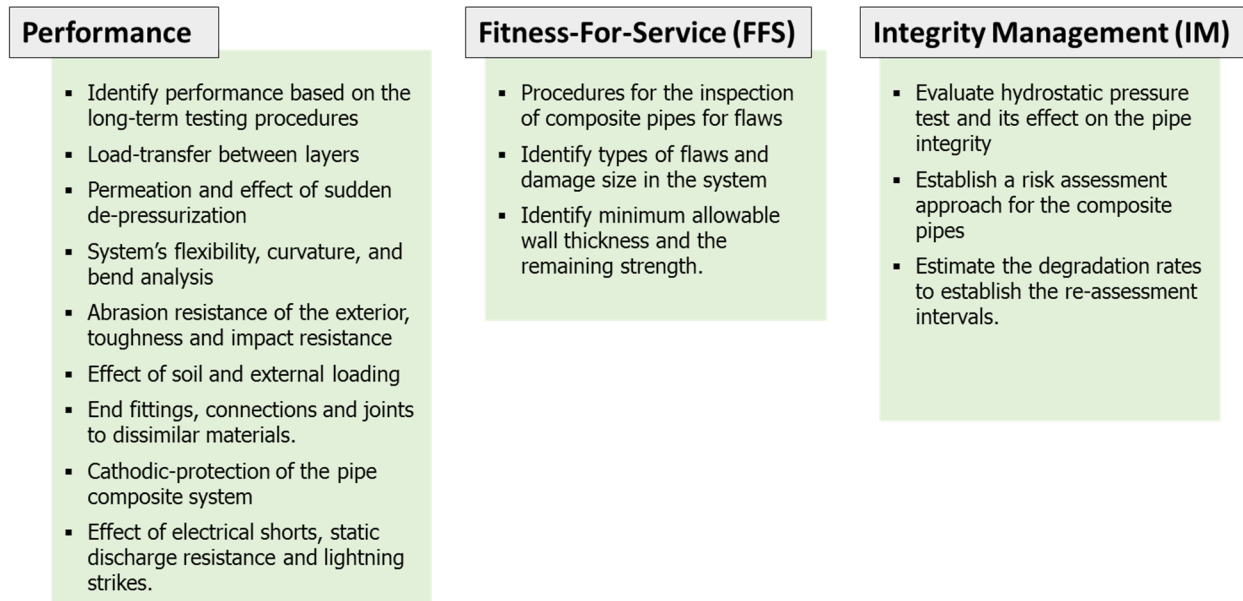 Performance
▪ Identify performance based on the
long-term testing procedures
▪ Load-transfer between layers
▪ Permeation and effect of sudden
de-pressurization
▪ System’s flexibility, curvature, and
bend analysis
▪ Abrasion resistance of the exterior,
toughness and impact resistance
▪ Effect of soil and external loading
▪ End fittings, connections and joints
to dissimilar materials.
▪ Cathodic-protection of the pipe
composite system
▪ Effect of electrical shorts, static
discharge resistance and lightning
strikes.
Fitness-For-Service (FFS)
▪ Procedures for the inspection
of composite pipes for flaws
▪ Identify types of flaws and
damage size in the system
▪ Identify minimum allowable
wall thickness and the
remaining strength.
Integrity Management (IM)
▪ Evaluate hydrostatic pressure
test and its effect on the pipe
integrity
▪ Establish a risk assessment
approach for the composite
pipes
▪ Estimate the degradation rates
to establish the re-assessment
intervals.